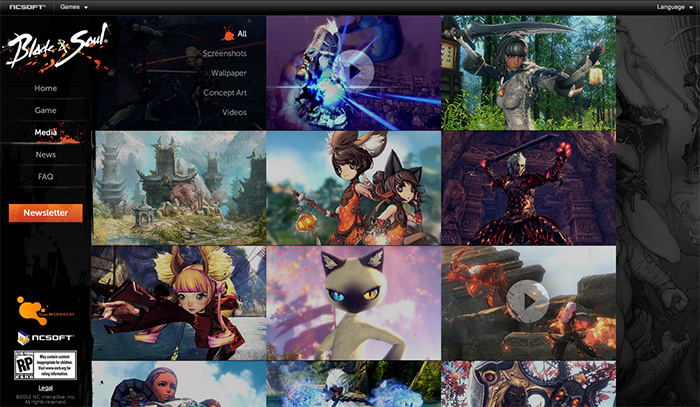 NCSOFT
Games
Language
Blade & Soul
All
Screenshots
Wallpaper
Concept Art
Videos
Home
Game
Media
News
FAQ
Newsletter
NCSOFT
RP
May contain content
inappropriate for children.
Visit www.esrb.org for
rating information.
ESRB
Legal
©2012 NC Interactive, Inc.
All rights reserved.